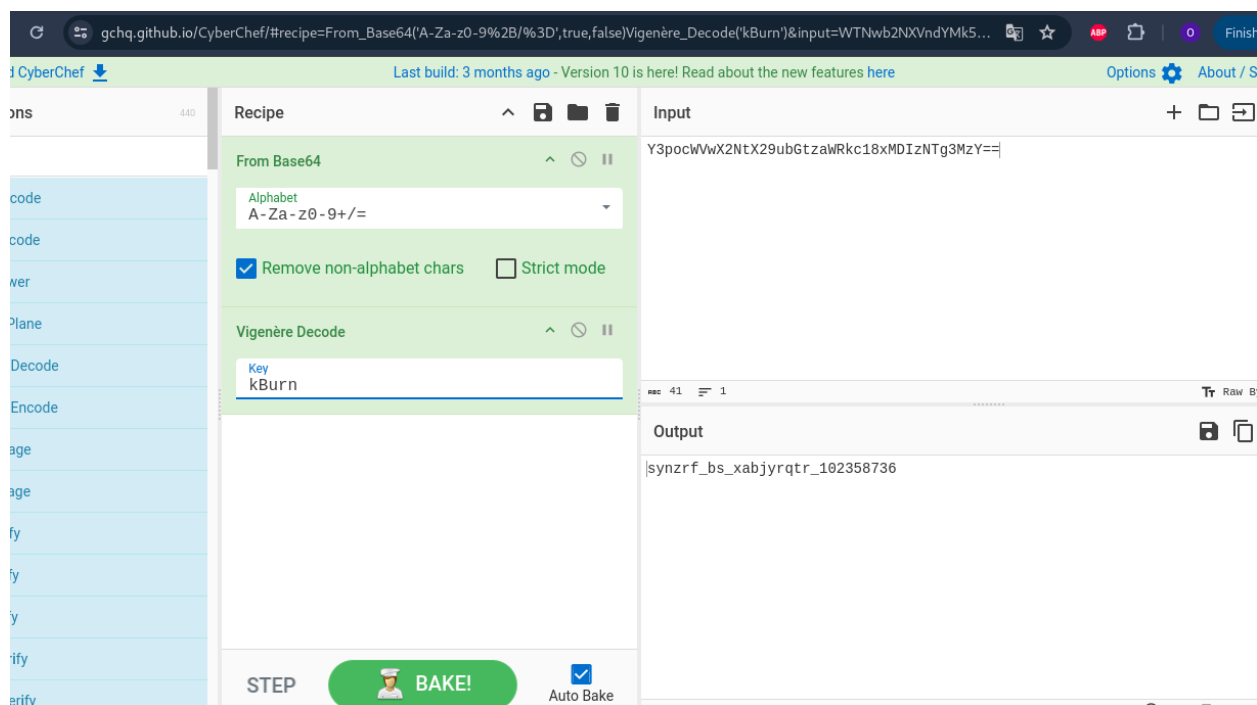 gchq.github.io/CyberChef/#recipe=From_Base64('A-Za-z0-9%2B/%3D',true,false)Vigenère_Decode('kBurn')&input=WTNwb2NXVndYMk5... ABP O Finish
d CyberChef Last build: 3 months ago - Version 10 is here! Read about the new features here Options About / S
ons 440 Recipe Input
From Base64 Y3pocWVwX2NtX29ubGtzaWRkc18xMDIzNTg3MzY==
Alphabet
code A-Za-z0-9+/=
code
wer Remove non-alphabet chars Strict mode
Plane Vigenère Decode
Decode Key
kBurn
Encode ABC 41 1 Tт Raw B
age Output
age synzrf_bs_xabjyrqtr_102358736
fy
fy
y
rify
erify STEP BAKE! Auto Bake